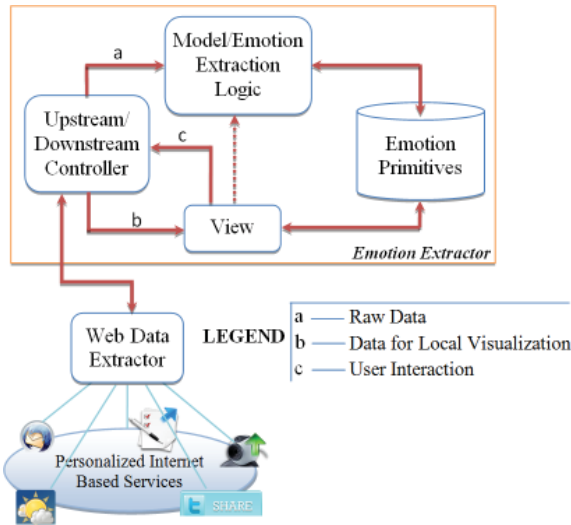 a
Model/Emotion
Extraction
Logic
Upstream/
Downstream
Controller
c
Emotion
Primitives
b
View
Emotion Extractor
Web Data
Extractor
LEGEND
a — Raw Data
b — Data for Local Visualization
c — User Interaction
Personalized Internet
Based Services
t SHARE